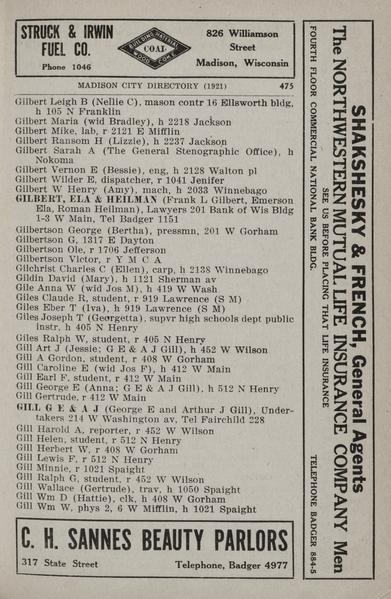 STRUCK & IRWIN
FUEL CO.
Phone 1046
BUILDING MATERIAL
COAL
WOOD COKE
826 Williamson
Street
Madison, Wisconsin
MADISON CITY DIRECTORY (1921) 475
Gilbert Leigh B (Nellie C), mason contr 16 Ellsworth bldg,
h 105 N Franklin
Gilbert Maria (wid Bradley), h 2218 Jackson
Gilbert Mike, lab, r 2121 E Mifflin
Gilbert Ransom H (Lizzie), h 2237 Jackson
Gilbert Sarah A (The General Stenographic Office), h
Nokoma
Gilbert Vernon E (Bessie), eng, h 2128 Walton pl
Gilbert Wilder E, dispatcher, r 1041 Jenifer
Gilbert W Henry (Amy), mach, h 2033 Winnebago
GILBERT, ELA & HEILMAN (Frank L Gilbert, Emerson
Ela, Roman Heilman), Lawyers 201 Bank of Wis Bldg
1-3 W Main, Tel Badger 1151
Gilbertson George (Bertha), pressmn, 201 W Gorham
Gilbertson G, 1317 E Dayton
Gilbertson Ole, r 1706 Jefferson
Gilbertson Victor, r Y M C A
Gilchrist Charles C (Ellen), carp, h 2138 Winnebago
Gildin David (Mary), h 1121 Sherman av
Gile Anna W (wid Jos M), h 419 W Wash
Giles Claude R, student, r 919 Lawrence (S M)
Giles Eber T (Iva), h 919 Lawrence (S M)
Giles Joseph T (Georgetta), supvr high schools dept public
instr, h 405 N Henry
Giles Ralph W, student, r 405 N Henry
Gill Art J (Jessie; G E & A J Gill), h 452 W Wilson
Gill A Gordon, student, r 408 W Gorham
Gill Caroline E (wid Jos F), h 412 W Main
Gill Earl F, student, r 412 W Main
Gill George E (Anna; G E & A J Gill), h 512 N Henry
Gill Gertrude, r 412 W Main
GILL G E & A J (George E and Arthur J Gill), Under-
takers 214 W Washington av, Tel Fairchild 228
Gill Harold A, reporter, r 452 W Wilson
Gill Helen, student, r 512 N Henry
Gill Herbert W, r 408 W Gorham
Gill Lewis F, r 512 N Henry
Gill Minnie, r 1021 Spaight
Gill Ralph G, student, r 452 W Wilson
Gill Wallace (Gertrude), trav, h 1050 Spaight
Gill Wm D (Hattie), clk, h 408 W Gorham
Gill Wm W, phys 2, 6 W Mifflin, h 1021 Spaight
C. H. SANNES BEAUTY PARLORS
317 State Street Telephone, Badger 4977
SHAKSHESKY & FRENCH, General Agents
The NORTHWESTERN MUTUAL LIFE INSURANCE COMPANY Men
SEE US BEFORE PLACING THAT LIFE INSURANCE
FOURTH FLOOR COMMERCIAL NATIONAL BANK BLDG. TELEPHONE BADGER 884-5